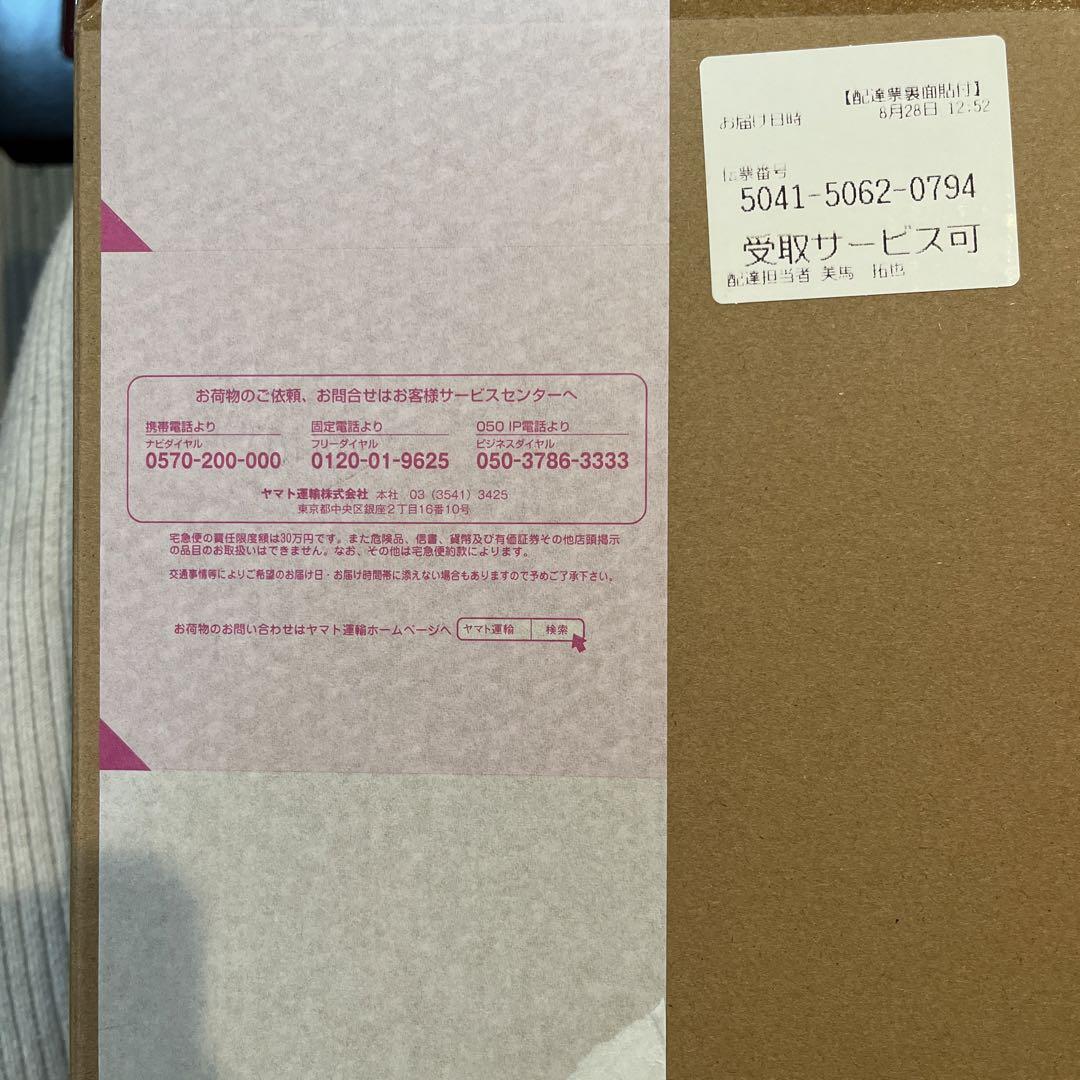 【配達票裏面貼付】
お届け日時 8月28日 12:52
伝票番号
5041-5062-0794
受取サービス可
配達担当者 美馬 拓也
お荷物のご依頼、お問合せはお客様サービスセンターへ
携帯電話より 固定電話より 050 IP電話より
ナビダイヤル フリーダイヤル ビジネスダイヤル
0570-200-000 0120-01-9625 050-3786-3333
ヤマト運輸株式会社 本社 03（3541）3425
東京都中央区銀座2丁目16番10号
宅急便の責任限度額は30万円です。また危険品、信書、貨幣及び有価証券その他店頭掲示
の品目のお取扱いはできません。なお、その他は宅急便約款によります。
交通事情等によりご希望のお届け日・お届け時間帯に添えない場合もありますので予めご了承下さい。
お荷物のお問い合わせはヤマト運輸ホームページへ ヤマト運輸 検索